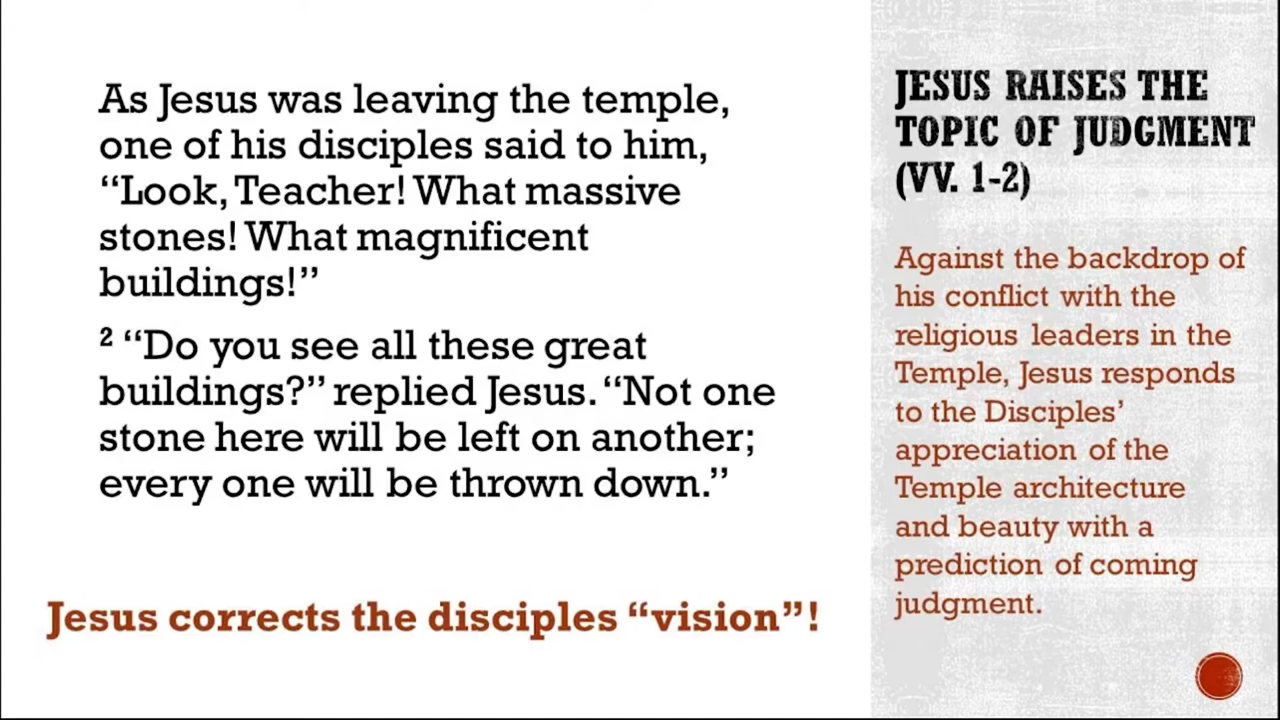 As Jesus was leaving the temple,
one of his disciples said to him,
“Look, Teacher! What massive
stones! What magnificent
buildings!”
² “Do you see all these great
buildings?” replied Jesus. “Not one
stone here will be left on another;
every one will be thrown down.”
Jesus corrects the disciples “vision”!
JESUS RAISES THE
TOPIC OF JUDGMENT
(VV. 1-2)
Against the backdrop of
his conflict with the
religious leaders in the
Temple, Jesus responds
to the Disciples’
appreciation of the
Temple architecture
and beauty with a
prediction of coming
judgment.